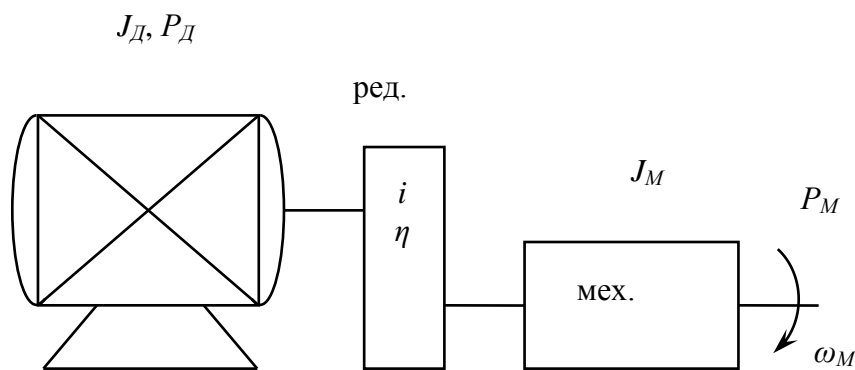 J_Д, P_Д
ред.
i
η
J_М
P_М
мех.
ω_М